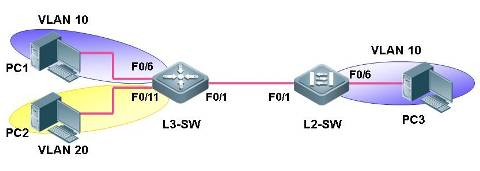 VLAN 10
PC1
F0/6
F0/11
L3-SW
F0/1
PC2
VLAN 20
F0/1
L2-SW
F0/6
VLAN 10
PC3